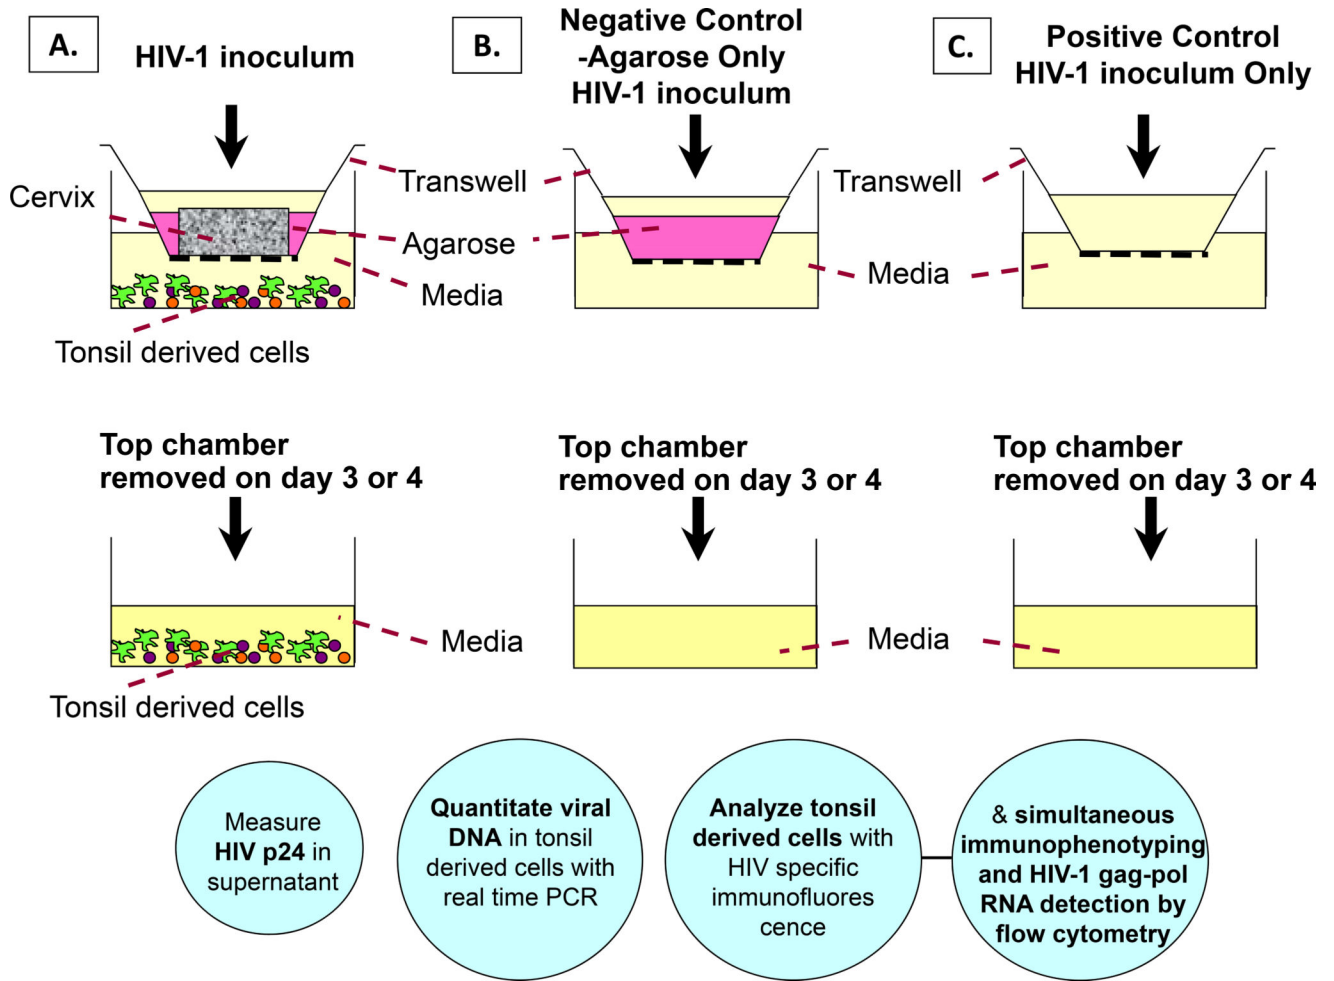 A.
HIV-1 inoculum
B.
Negative Control
-Agarose Only
HIV-1 inoculum
C.
Positive Control
HIV-1 inoculum Only
Cervix
Transwell
Transwell
Agarose
Media
Media
Tonsil derived cells
Top chamber
removed on day 3 or 4
Top chamber
removed on day 3 or 4
Top chamber
removed on day 3 or 4
Media
Media
Tonsil derived cells
Measure
HIV p24 in
supernatant
Quantitate viral
DNA in tonsil
derived cells with
real time PCR
Analyze tonsil
derived cells with
HIV specific
immunofluores
cence
& simultaneous
immunophenotyping
and HIV-1 gag-pol
RNA detection by
flow cytometry